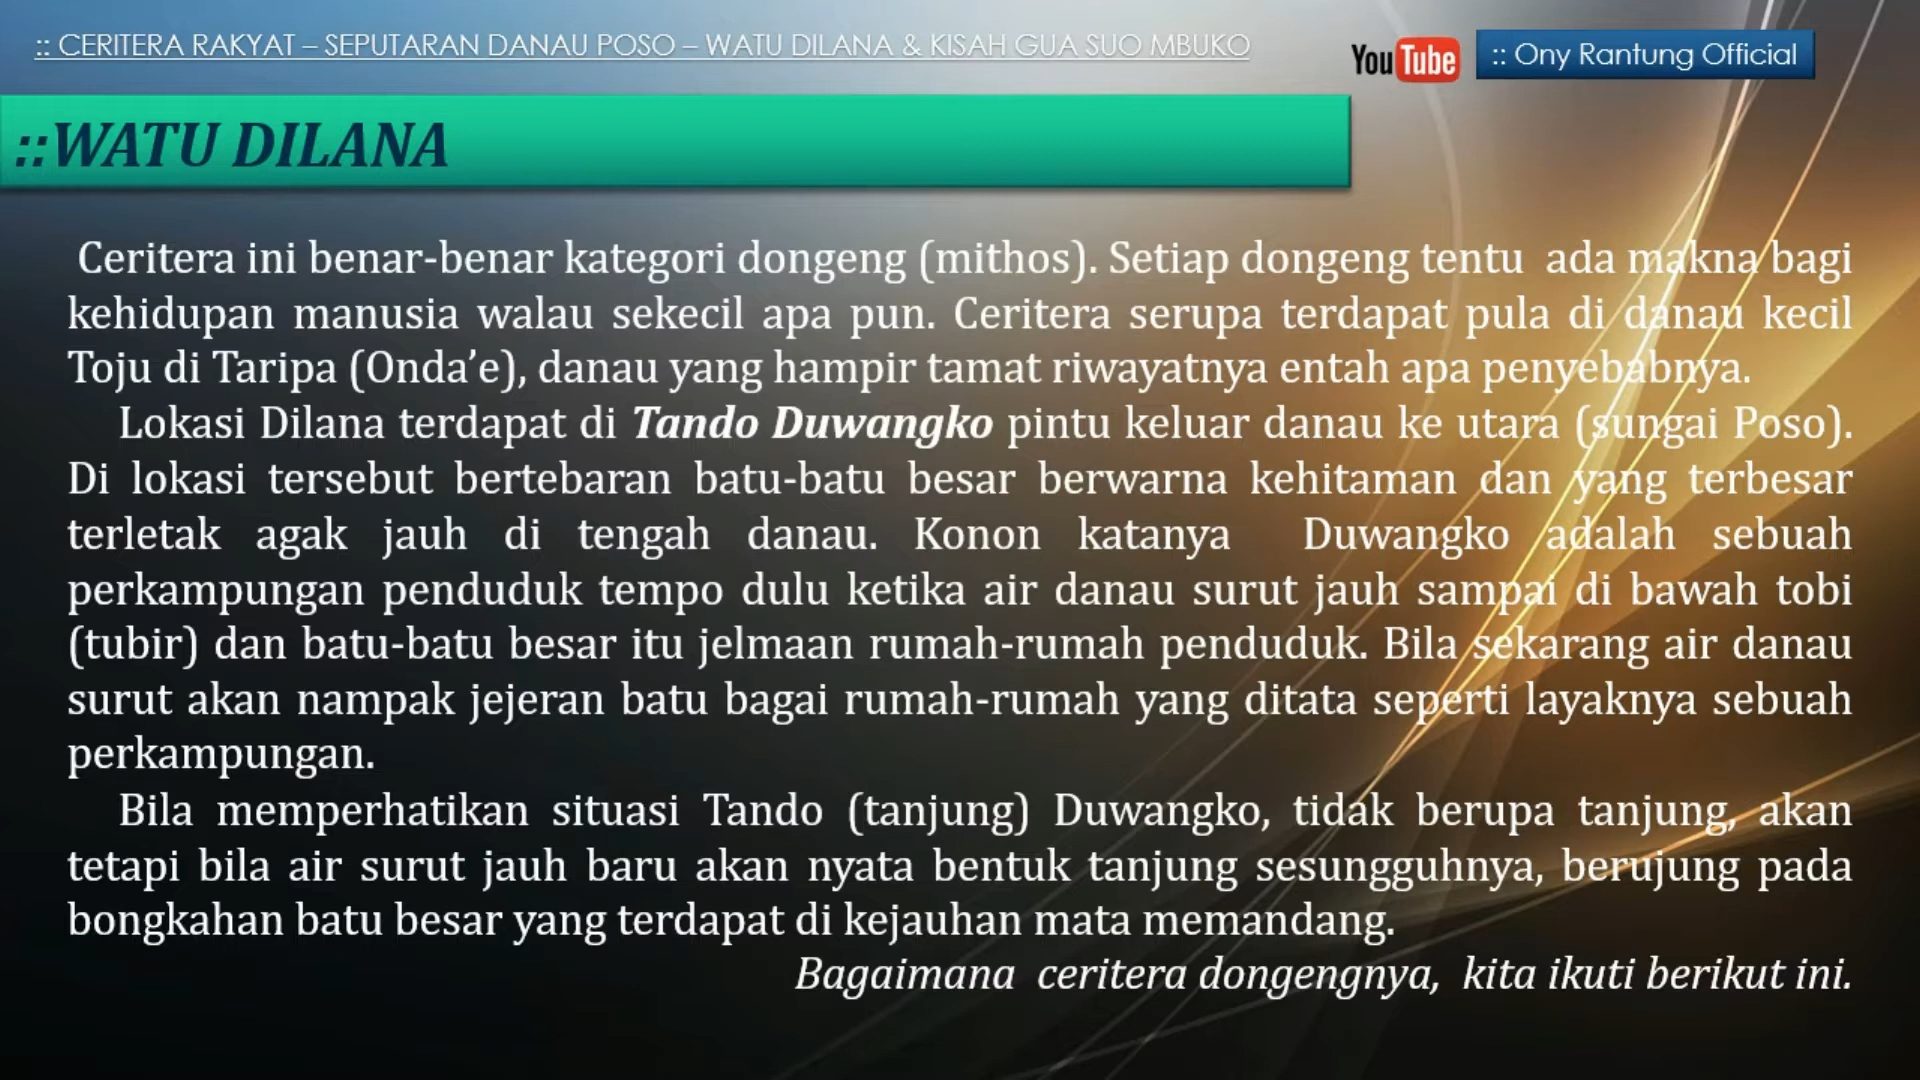 :: CERITERA RAKYAT – SEPUTARAN DANAU POSO – WATU DILANA & KISAH GUA SUO MBUKO
YouTube
:: Ony Rantung Official
::WATU DILANA
Ceritera ini benar-benar kategori dongeng (mithos). Setiap dongeng tentu ada makna bagi
kehidupan manusia walau sekecil apa pun. Ceritera serupa terdapat pula di danau kecil
Toju di Taripa (Onda’e), danau yang hampir tamat riwayatnya entah apa penyebabnya.
Lokasi Dilana terdapat di Tando Duwangko pintu keluar danau ke utara (sungai Poso).
Di lokasi tersebut bertebaran batu-batu besar berwarna kehitaman dan yang terbesar
terletak agak jauh di tengah danau. Konon katanya Duwangko adalah sebuah
perkampungan penduduk tempo dulu ketika air danau surut jauh sampai di bawah tobi
(tubir) dan batu-batu besar itu jelmaan rumah-rumah penduduk. Bila sekarang air danau
surut akan nampak jejeran batu bagai rumah-rumah yang ditata seperti layaknya sebuah
perkampungan.
Bila memperhatikan situasi Tando (tanjung) Duwangko, tidak berupa tanjung, akan
tetapi bila air surut jauh baru akan nyata bentuk tanjung sesungguhnya, berujung pada
bongkahan batu besar yang terdapat di kejauhan mata memandang.
Bagaimana ceritera dongengnya, kita ikuti berikut ini.